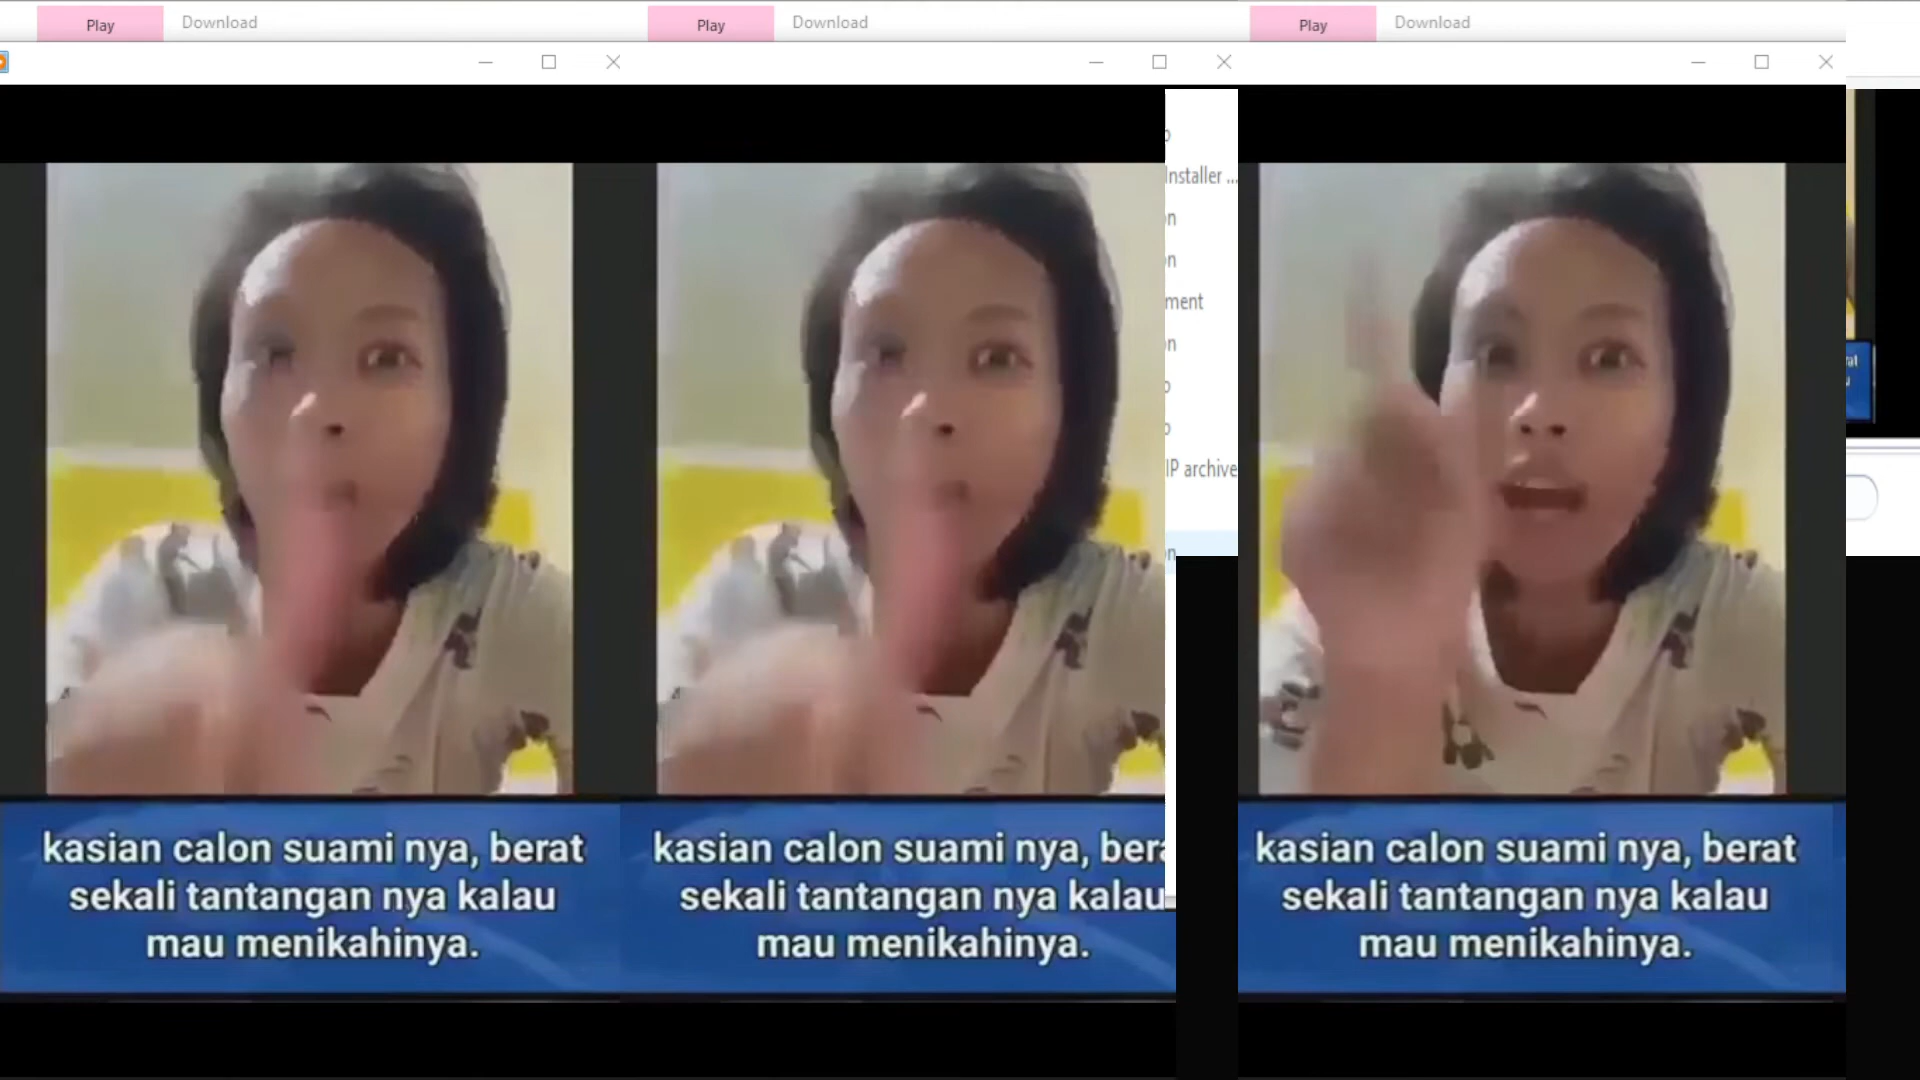 Play Download
Play Download
Play Download
Installer ...
IP archive
kasian calon suami nya, berat
sekali tantangan nya kalau
mau menikahinya.
kasian calon suami nya,
sekali tantangan nya kalau
mau menikahinya.
kasian calon suami nya, berat
sekali tantangan nya kalau
mau menikahinya.